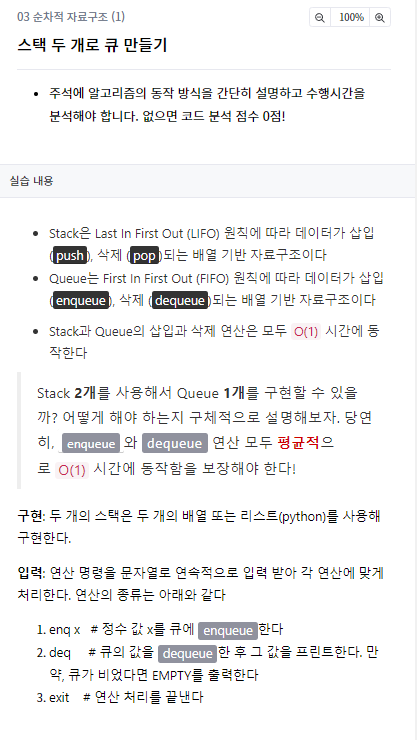 03 순차적 자료구조 (1)
100%
스택 두 개로 큐 만들기
• 주석에 알고리즘의 동작 방식을 간단히 설명하고 수행시간을
분석해야 합니다. 없으면 코드 분석 점수 0점!
실습 내용
• Stack은 Last In First Out (LIFO) 원칙에 따라 데이터가 삽입
(push), 삭제 (pop)되는 배열 기반 자료구조이다
• Queue는 First In First Out (FIFO) 원칙에 따라 데이터가 삽입
(enqueue), 삭제 (dequeue)되는 배열 기반 자료구조이다
• Stack과 Queue의 삽입과 삭제 연산은 모두 O(1) 시간에 동
작한다
Stack 2개를 사용해서 Queue 1개를 구현할 수 있을
까? 어떻게 해야 하는지 구체적으로 설명해보자. 당연
히, enqueue 와 dequeue 연산 모두 평균적으
로 O(1) 시간에 동작함을 보장해야 한다!
구현: 두 개의 스택은 두 개의 배열 또는 리스트(python)를 사용해
구현한다.
입력: 연산 명령을 문자열로 연속적으로 입력 받아 각 연산에 맞게
처리한다. 연산의 종류는 아래와 같다
1. enq x # 정수 값 x를 큐에 enqueue한다
2. deq # 큐의 값을 dequeue한 후 그 값을 프린트한다. 만
약, 큐가 비었다면 EMPTY를 출력한다
3. exit # 연산 처리를 끝낸다